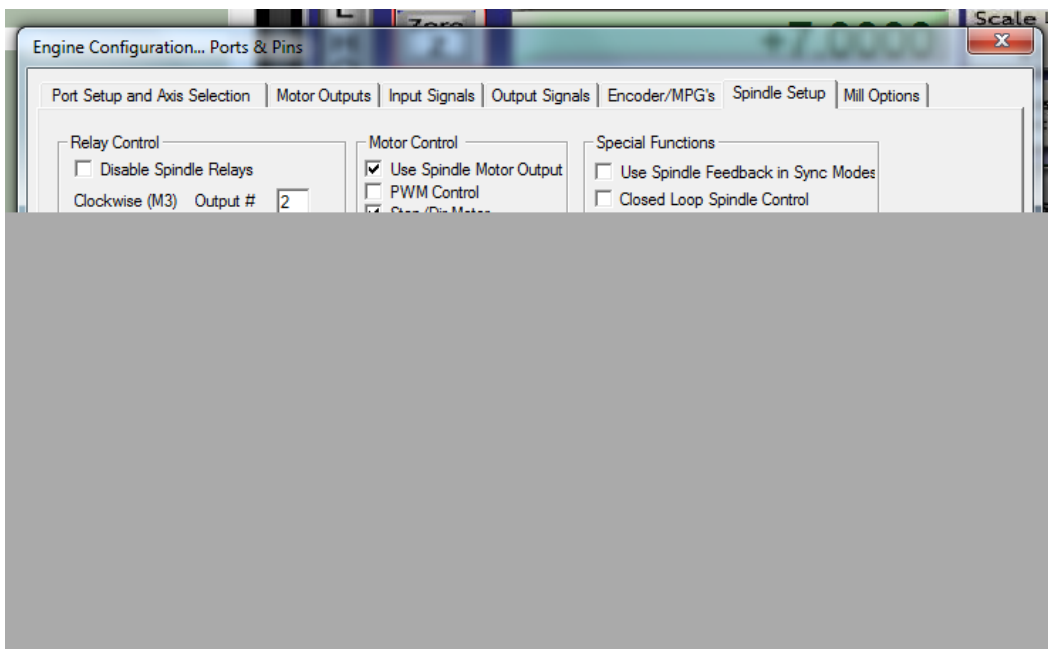 Scale
Zero
Z
+7.0000
Engine Configuration... Ports & Pins
Port Setup and Axis Selection
Motor Outputs
Input Signals
Output Signals
Encoder/MPG's
Spindle Setup
Mill Options
Relay Control
Disable Spindle Relays
Clockwise (M3) Output # 2
Motor Control
Use Spindle Motor Output
PWM Control
Special Functions
Use Spindle Feedback in Sync Modes
Closed Loop Spindle Control